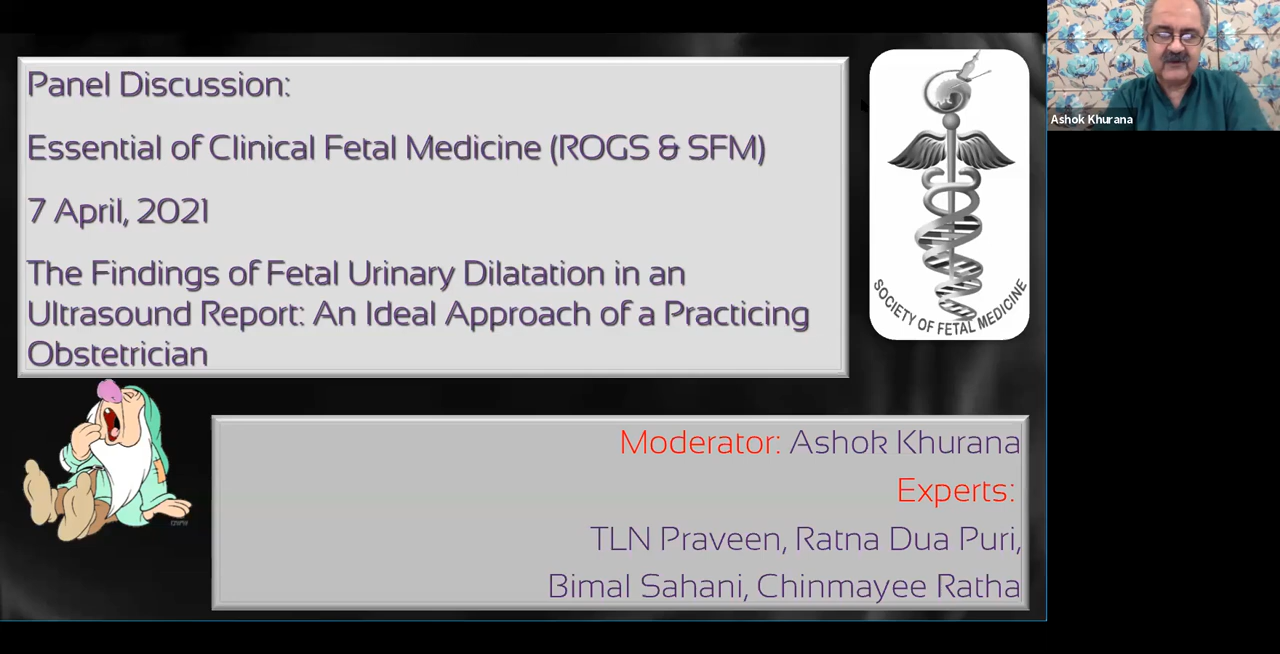 Panel Discussion:
Essential of Clinical Fetal Medicine (ROGS & SFM)
7 April, 2021
The Findings of Fetal Urinary Dilatation in an
Ultrasound Report: An Ideal Approach of a Practicing
Obstetrician
SOCIETY OF FETAL MEDICINE
Ashok Khurana
Moderator: Ashok Khurana
Experts:
TLN Praveen, Ratna Dua Puri,
Bimal Sahani, Chinmayee Ratha